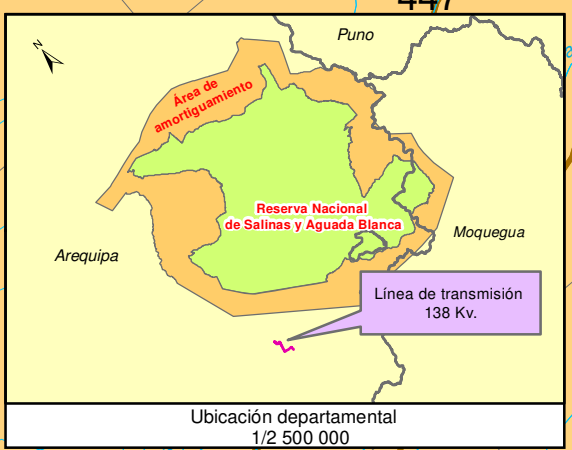 447
N
Puno
Área de
amortiguamiento
Reserva Nacional
de Salinas y Aguada Blanca
Moquegua
Arequipa
Línea de transmisión
138 Kv.
Ubicación departamental
1/2 500 000